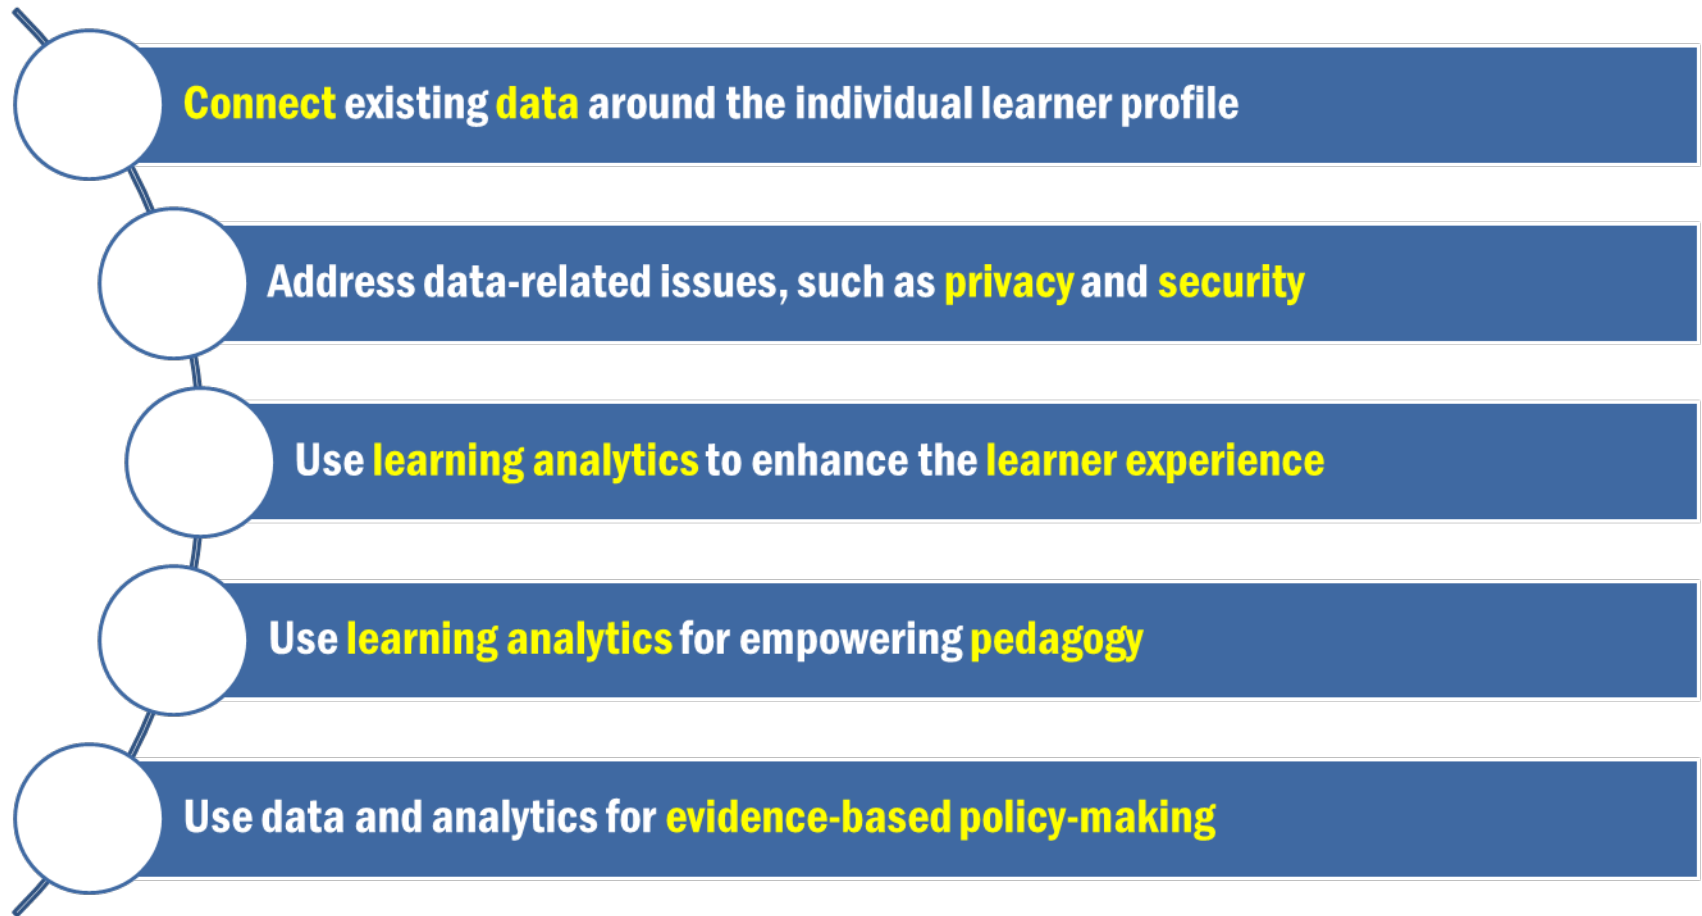 Connect existing data around the individual learner profile
Address data-related issues, such as privacy and security
Use learning analytics to enhance the learner experience
Use learning analytics for empowering pedagogy
Use data and analytics for evidence-based policy-making